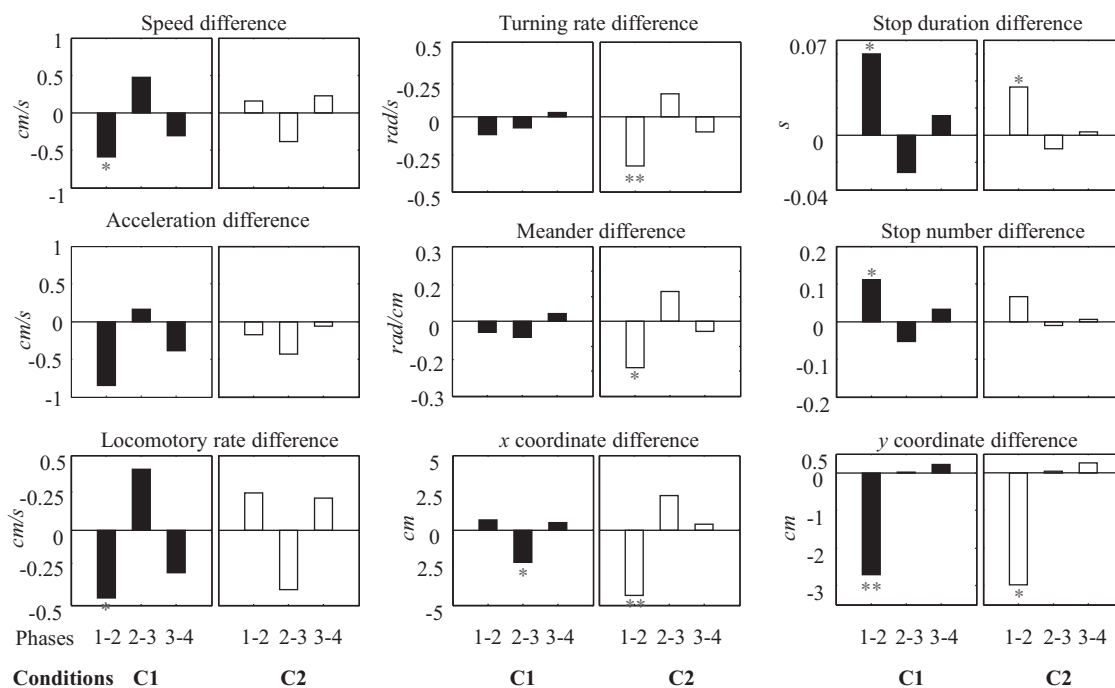 Speed difference
Turning rate difference
Stop duration difference
1
0.5
0
-0.5
-1
cm/s
*
0.5
-0.25
0
-0.25
-0.5
rad/s
**
0.07
0
-0.04
s
*
*
Acceleration difference
Meander difference
Stop number difference
1
0.5
0
-0.5
-1
cm/s
0.3
0.2
0
-0.2
-0.3
rad/cm
*
0.2
0.1
0
-0.1
-0.2
*
Locomotory rate difference
x coordinate difference
y coordinate difference
0.5
-0.25
0
-0.25
-0.5
cm/s
*
5
2.5
0
2.5
-5
cm
*
**
0.5
0
-1
-2
-3
cm
**
*
Phases 1-2 2-3 3-4 1-2 2-3 3-4 1-2 2-3 3-4 1-2 2-3 3-4 1-2 2-3 3-4 1-2 2-3 3-4
Conditions C1 C2 C1 C2 C1 C2